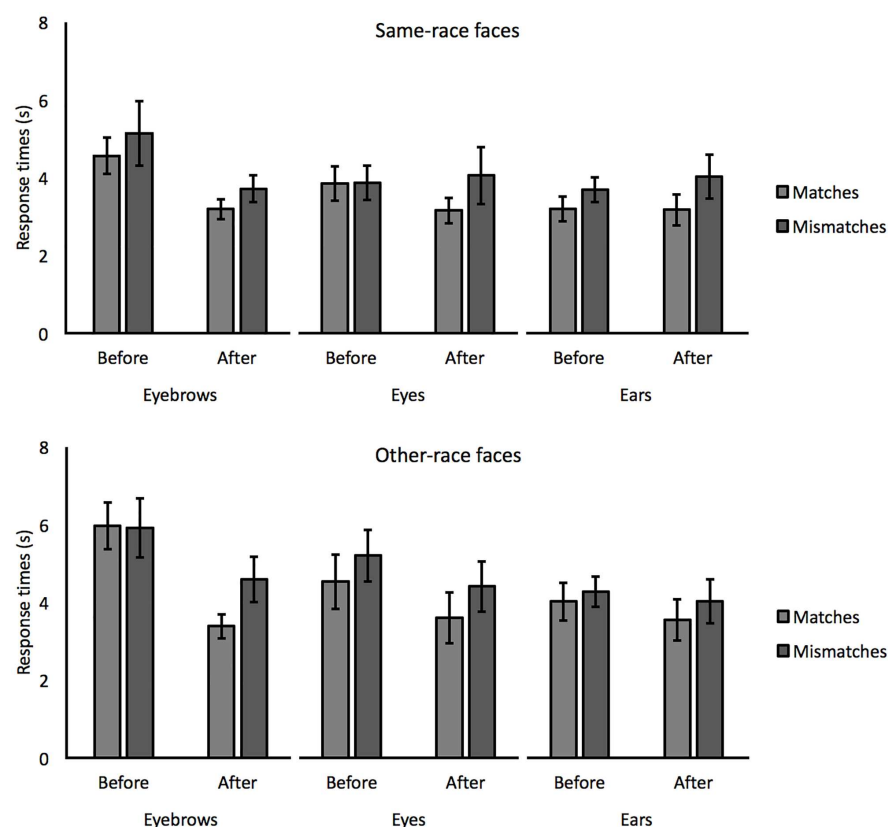 Same-race faces
Response times (s)
8
6
4
2
0
Before After Before After Before After
Eyebrows Eyes Ears
Matches
Mismatches
Other-race faces
Response times (s)
8
6
4
2
0
Before After Before After Before After
Eyebrows Eyes Ears
Matches
Mismatches